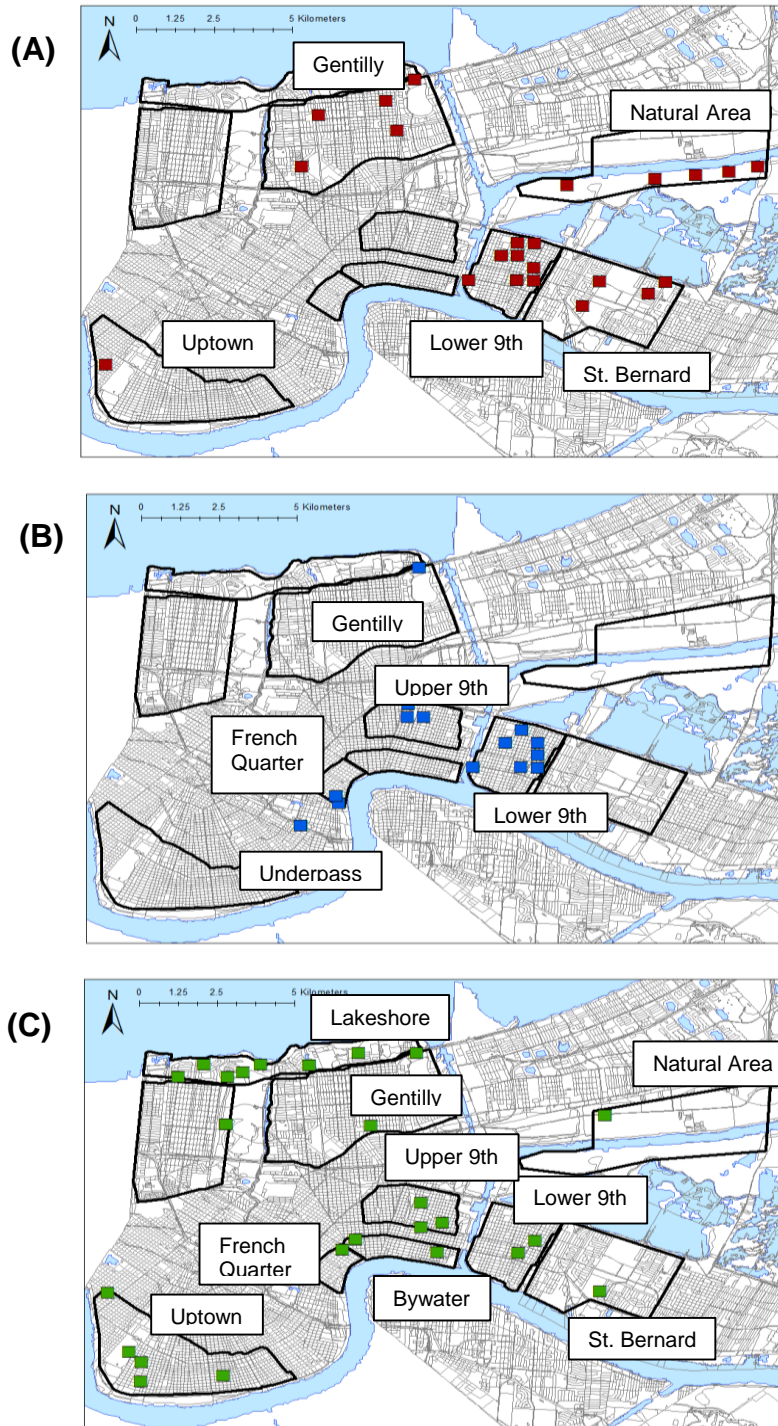 (A)
N
0 1.25 2.5 5 Kilometers
Gentilly
Natural Area
Uptown
Lower 9th
St. Bernard
(B)
N
0 1.25 2.5 5 Kilometers
Gentilly
Upper 9th
French
Quarter
Lower 9th
Underpass
(C)
N
0 1.25 2.5 5 Kilometers
Lakeshore
Natural Area
Gentilly
Upper 9th
Lower 9th
French
Quarter
Bywater
Uptown
St. Bernard